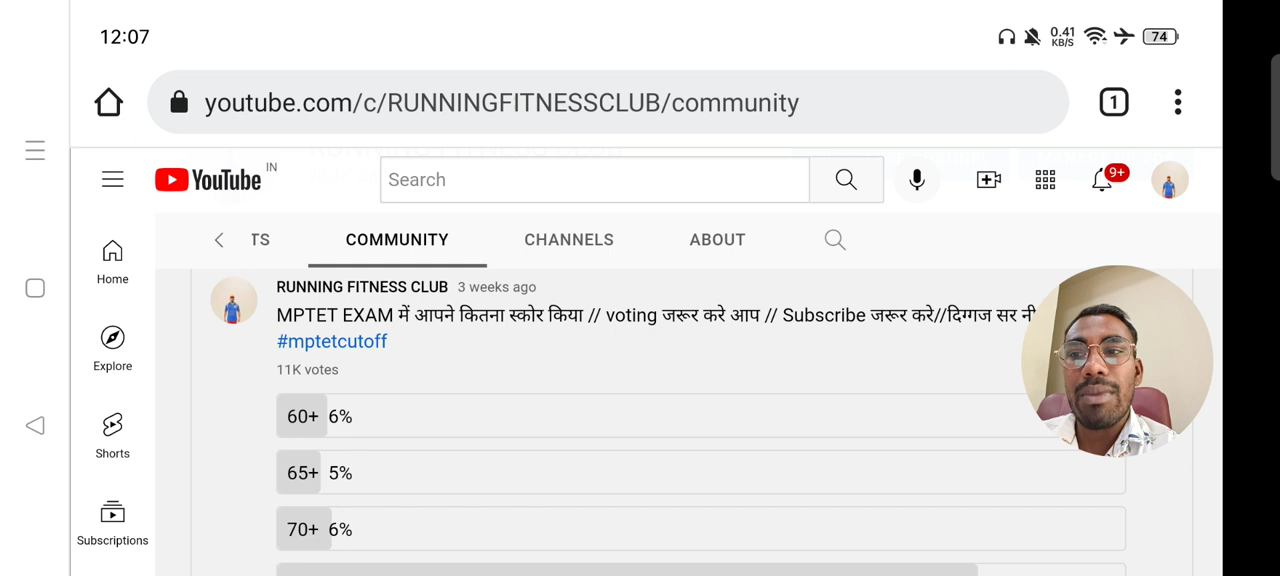 12:07
0.41
KB/S
74
youtube.com/c/RUNNINGFITNESSCLUB/community
1
YouTube IN
Search
9+
TS COMMUNITY CHANNELS ABOUT
Home
Explore
Shorts
Subscriptions
RUNNING FITNESS CLUB 3 weeks ago
MPTET EXAM में आपने कितना स्कोर किया // voting जरूर करे आप // Subscribe जरूर करे//दिग्गज सर नी
#mptetcutoff
11K votes
60+ 6%
65+ 5%
70+ 6%